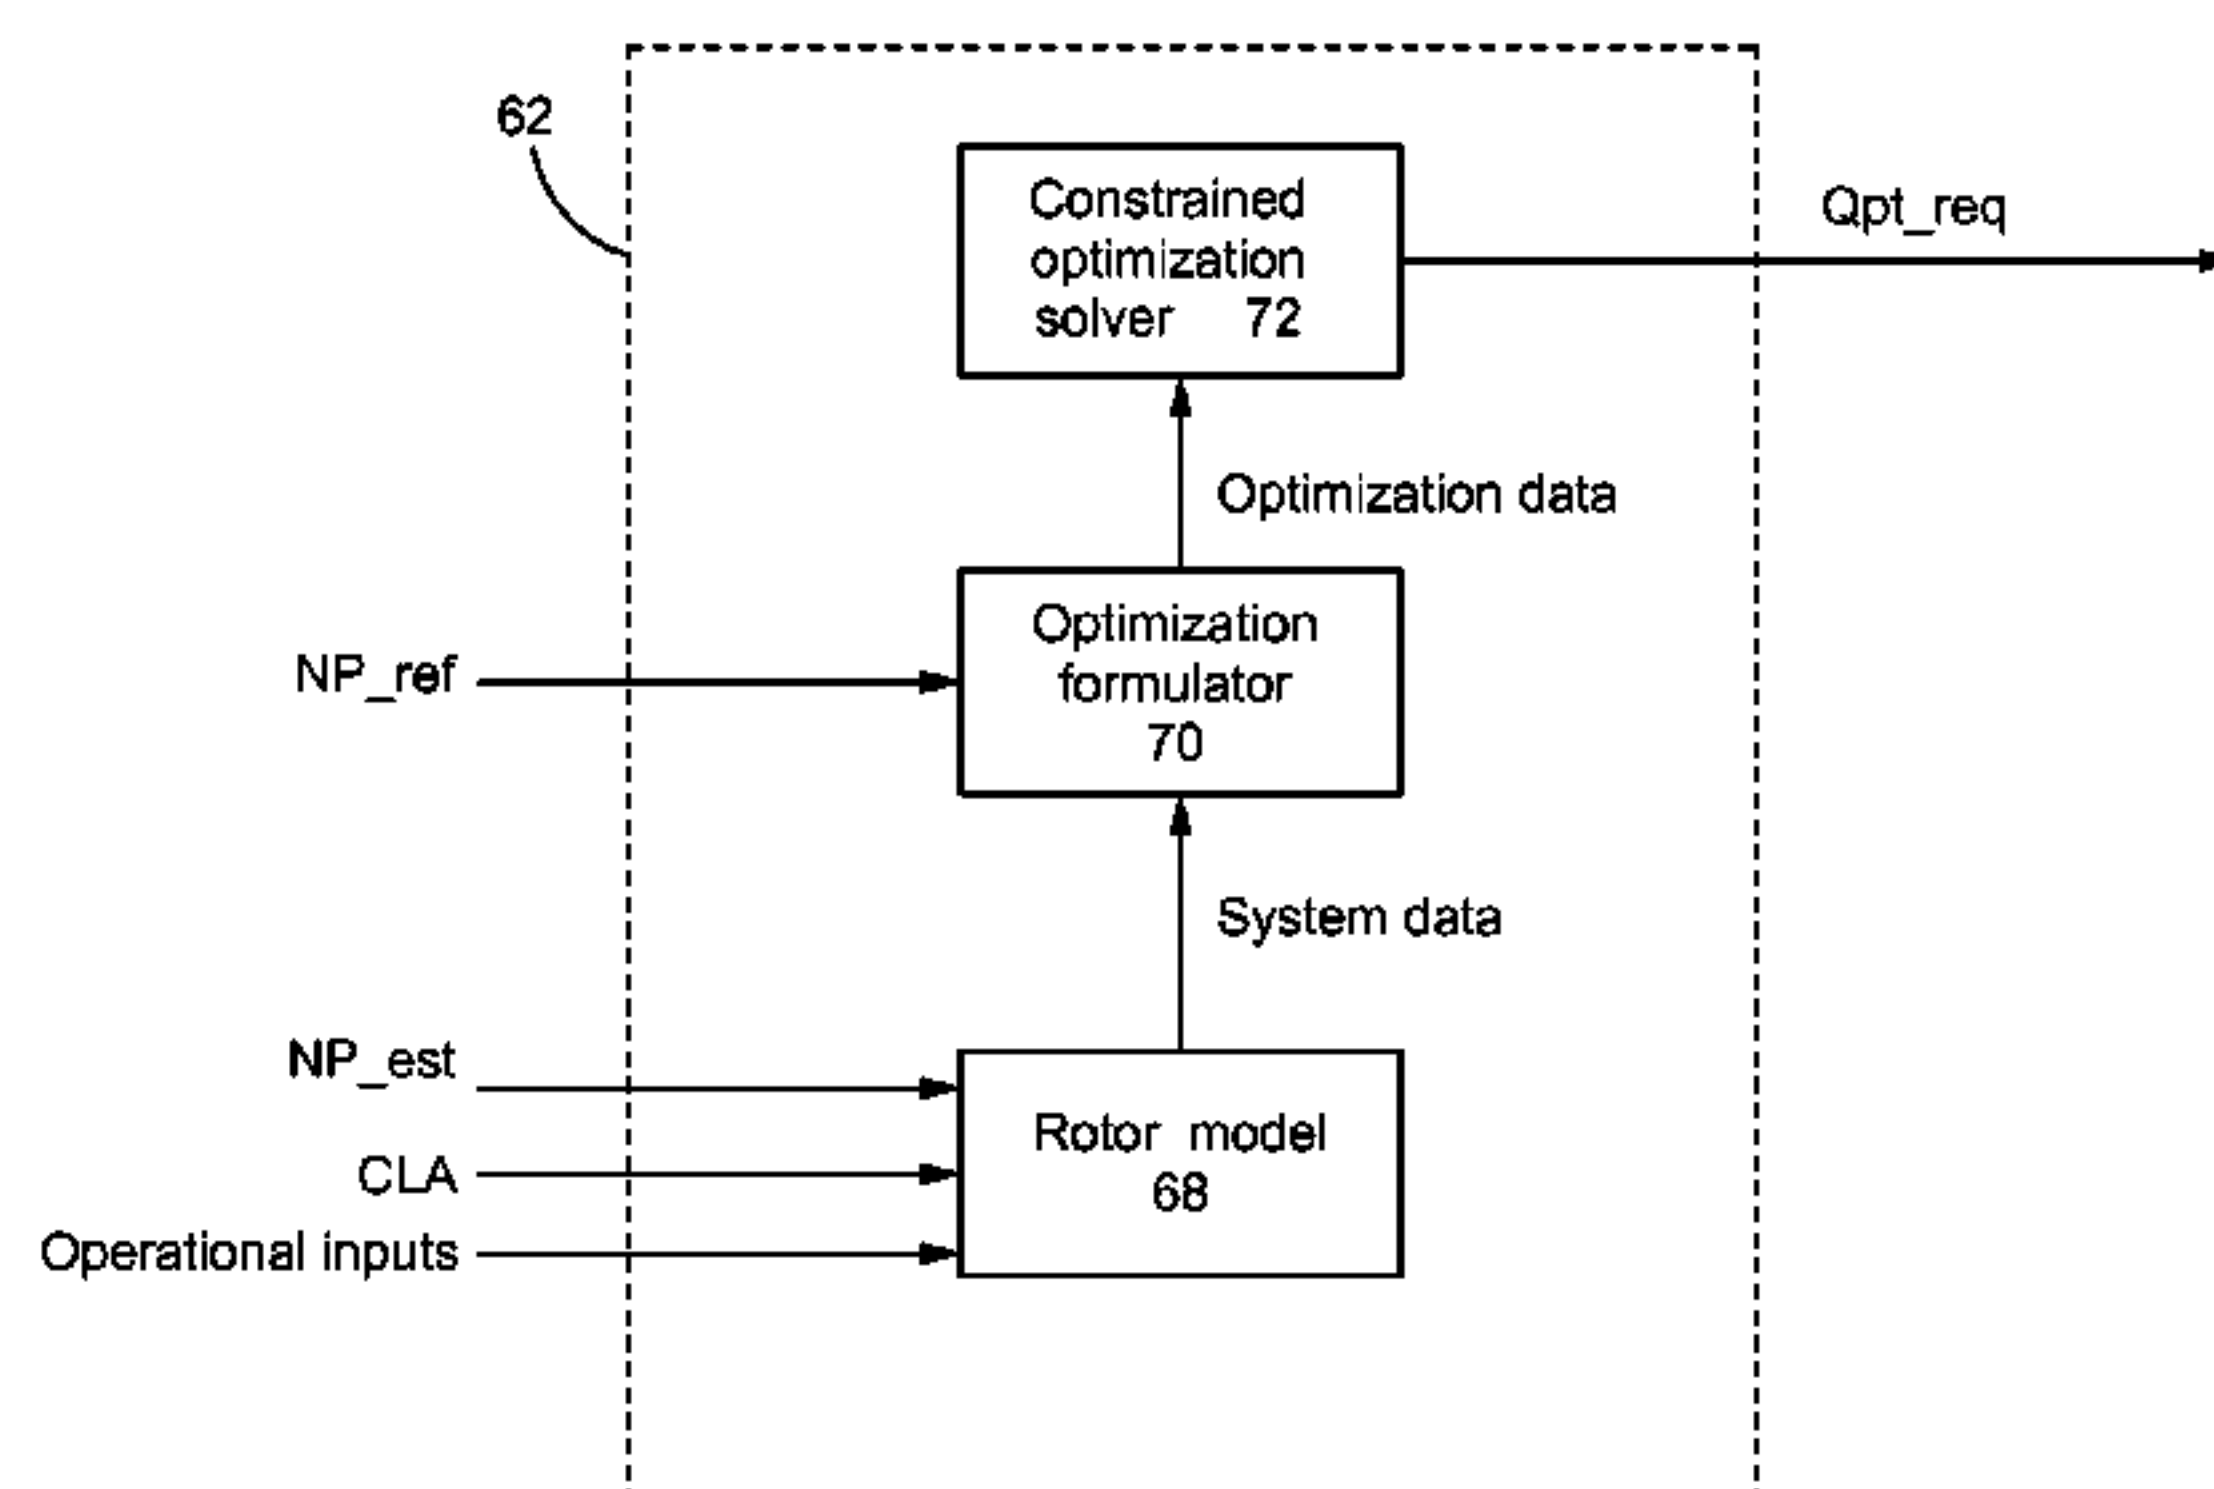 62
Constrained
optimization
solver 72
Qpt_req
Optimization data
Optimization
formulator
70
NP_ref
System data
NP_est
CLA
Operational inputs
Rotor model
68